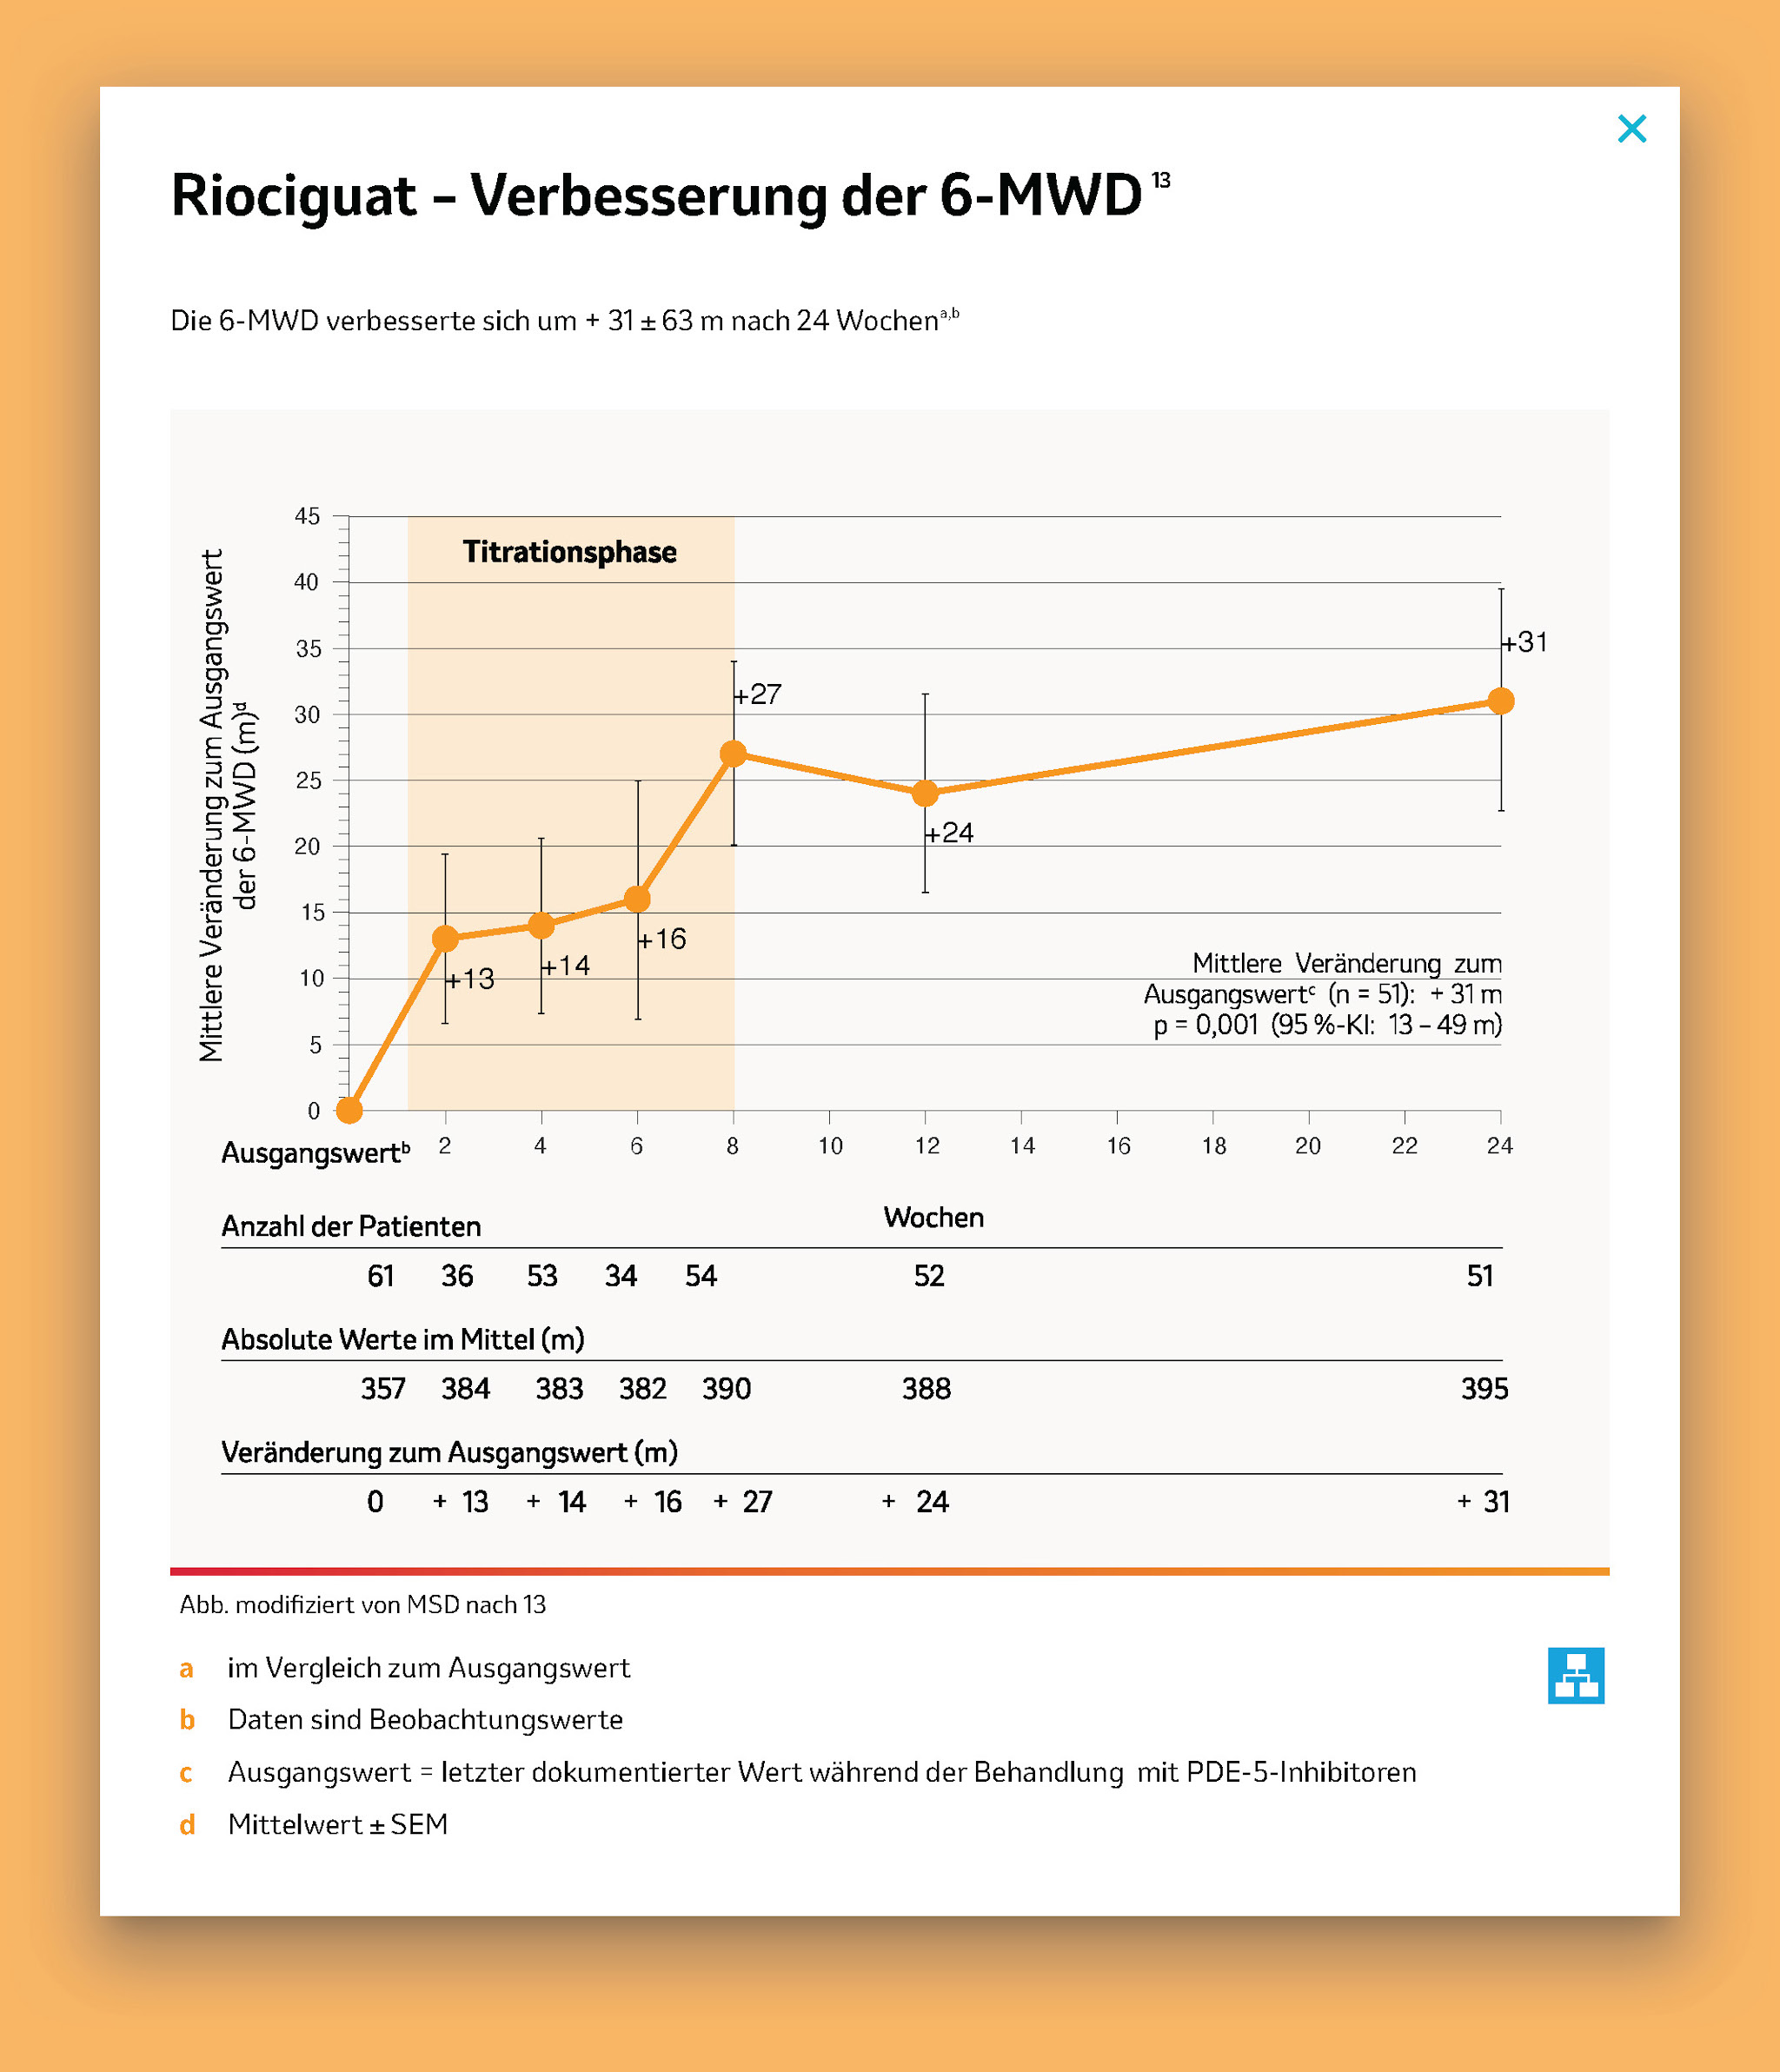 Riociguat – Verbesserung der 6-MWD 13
Die 6-MWD verbesserte sich um + 31 ± 63 m nach 24 Wochen a,b
Titrationsphase
Mittlere Veränderung zum Ausgangswert
der 6-MWD (m) d
45
40
35
30
25
20
15
10
5
0
+13
+14
+16
+27
+24
+31
Mittlere Veränderung zum
Ausgangswert c (n = 51): + 31 m
p = 0,001 (95 %-KI: 13 – 49 m)
Ausgangswert b 2 4 6 8 10 12 14 16 18 20 22 24
Wochen
Anzahl der Patienten
61 36 53 34 54 52 51
Absolute Werte im Mittel (m)
357 384 383 382 390 388 395
Veränderung zum Ausgangswert (m)
0 + 13 + 14 + 16 + 27 + 24 + 31
Abb. modifiziert von MSD nach 13
a im Vergleich zum Ausgangswert
b Daten sind Beobachtungswerte
c Ausgangswert = letzter dokumentierter Wert während der Behandlung mit PDE-5-Inhibitoren
d Mittelwert ± SEM